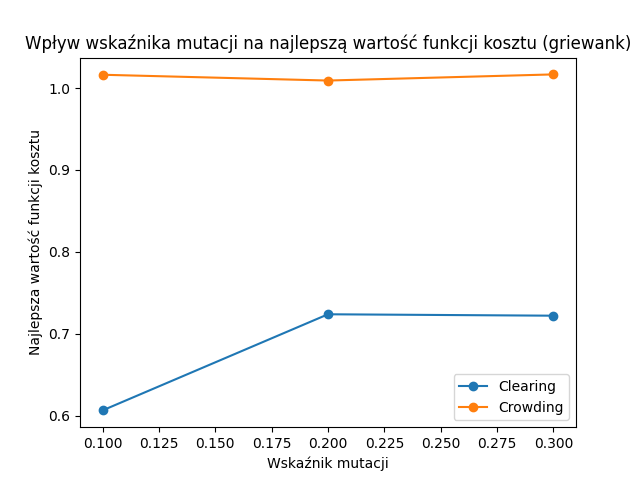 Wpływ wskaźnika mutacji na najlepszą wartość funkcji kosztu (griewank)
Najlepsza wartość funkcji kosztu
1.0
0.9
0.8
0.7
0.6
Clearing
Crowding
0.100 0.125 0.150 0.175 0.200 0.225 0.250 0.275 0.300
Wskaźnik mutacji